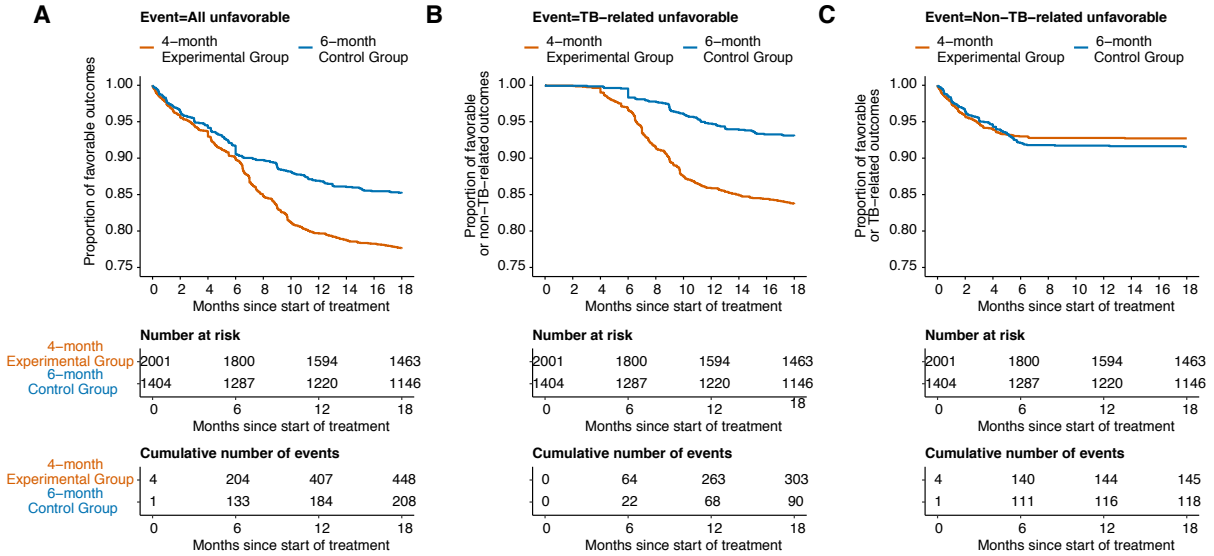 A
Event=All unfavorable
4−month
Experimental Group
6−month
Control Group
Proportion of favorable outcomes
1.00
0.95
0.90
0.85
0.80
0.75
0 2 4 6 8 10 12 14 16 18
Months since start of treatment
B
Event=TB−related unfavorable
4−month
Experimental Group
6−month
Control Group
Proportion of favorable
or non−TB−related outcomes
1.00
0.95
0.90
0.85
0.80
0.75
0 2 4 6 8 10 12 14 16 18
Months since start of treatment
C
Event=Non−TB−related unfavorable
4−month
Experimental Group
6−month
Control Group
Proportion of favorable
or TB−related outcomes
1.00
0.95
0.90
0.85
0.80
0.75
0 2 4 6 8 10 12 14 16 18
Months since start of treatment
Number at risk
4−month
Experimental Group
6−month
Control Group
2001 1800 1594 1463
1404 1287 1220 1146
0 6 12 18
Months since start of treatment
Number at risk
2001 1800 1594 1463
1404 1287 1220 1146
0 6 12 18
Months since start of treatment
Number at risk
2001 1800 1594 1463
1404 1287 1220 1146
0 6 12 18
Months since start of treatment
Cumulative number of events
4−month
Experimental Group
6−month
Control Group
4 204 407 448
1 133 184 208
0 6 12 18
Months since start of treatment
Cumulative number of events
0 64 263 303
0 22 68 90
0 6 12 18
Months since start of treatment
Cumulative number of events
4 140 144 145
1 111 116 118
0 6 12 18
Months since start of treatment